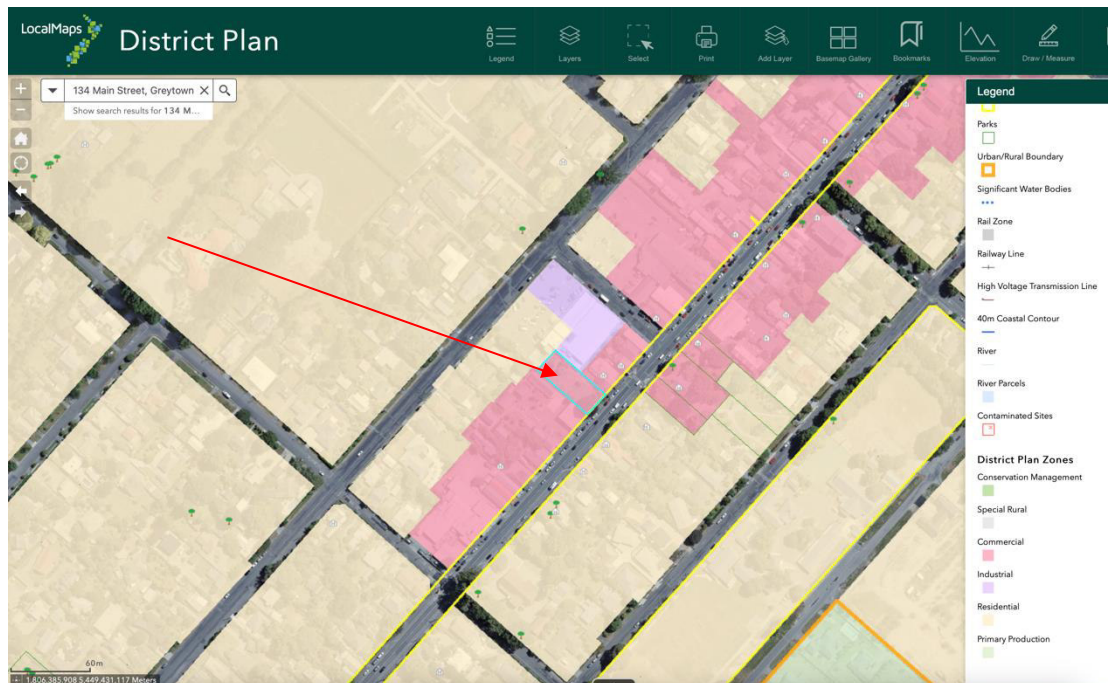 LocalMaps
District Plan
Legend
Layers
Select
Print
Add Layer
Basemap Gallery
Bookmarks
Elevation
Draw / Measure
134 Main Street, Greytown
Show search results for 134 M...
Legend
Parks
Urban/Rural Boundary
Significant Water Bodies
Rail Zone
Railway Line
High Voltage Transmission Line
40m Coastal Contour
River
River Parcels
Contaminated Sites
District Plan Zones
Conservation Management
Special Rural
Commercial
Industrial
Residential
Primary Production
60m
1,806,385.908 5,449,431.117 Meters